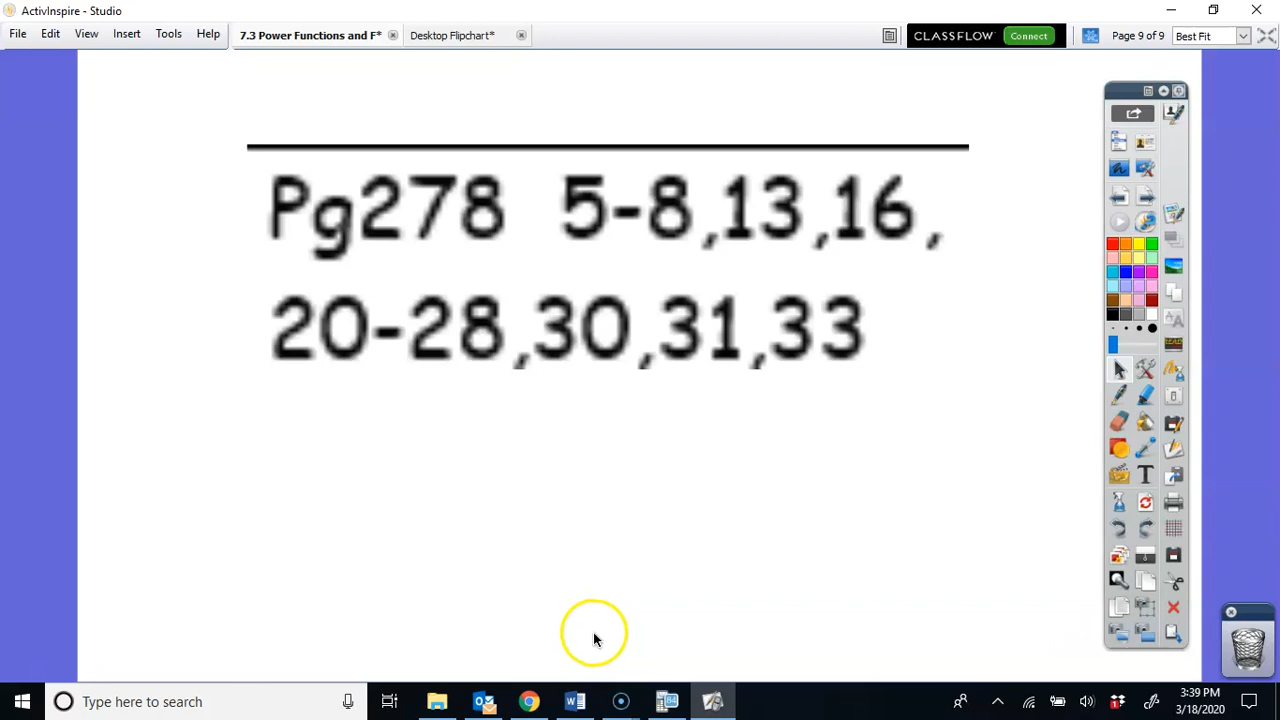 ActivInspire - Studio
File Edit View Insert Tools Help
7.3 Power Functions and F* Desktop Flipchart*
CLASSFLOW Connect
Page 9 of 9 Best Fit
Pg278 5-8,13,16,
20-28,30,31,33
Type here to search
3:39 PM
3/18/2020